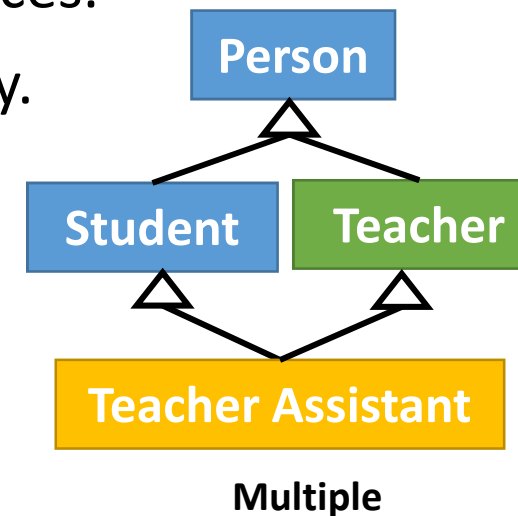 ces.
Person
y.
Student
Teacher
Teacher Assistant
Multiple